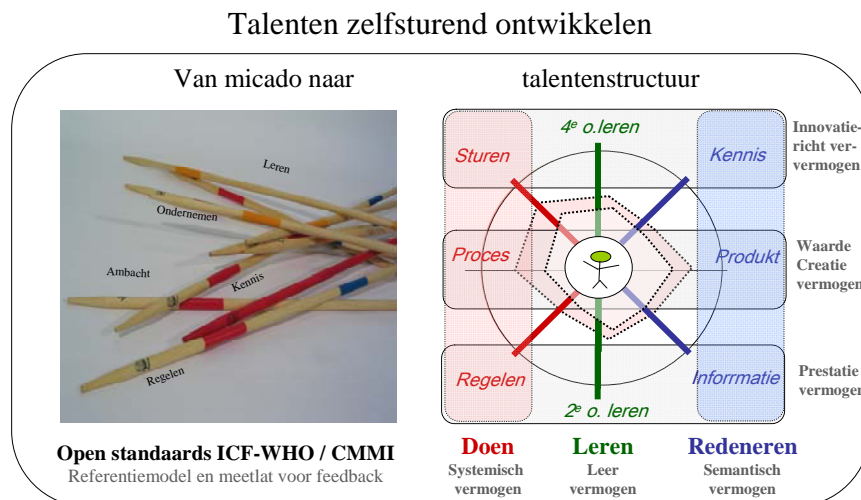 Talenten zelfsturend ontwikkelen
Van micado naar
talentenstructuur
Leren
Ondernemen
Ambacht
Kennis
Regelen
4e o.leren
Sturen
Kennis
Proces
Produkt
Regelen
Inforrmatie
2e o. leren
Innovatie-
richt ver-
vermogen
Waarde
Creatie
vermogen
Prestatie
vermogen
Open standaards ICF-WHO / CMMI
Referentiemodel en meetlat voor feedback
Doen
Systemisch
vermogen
Leren
Leer
vermogen
Redeneren
Semantisch
vermogen